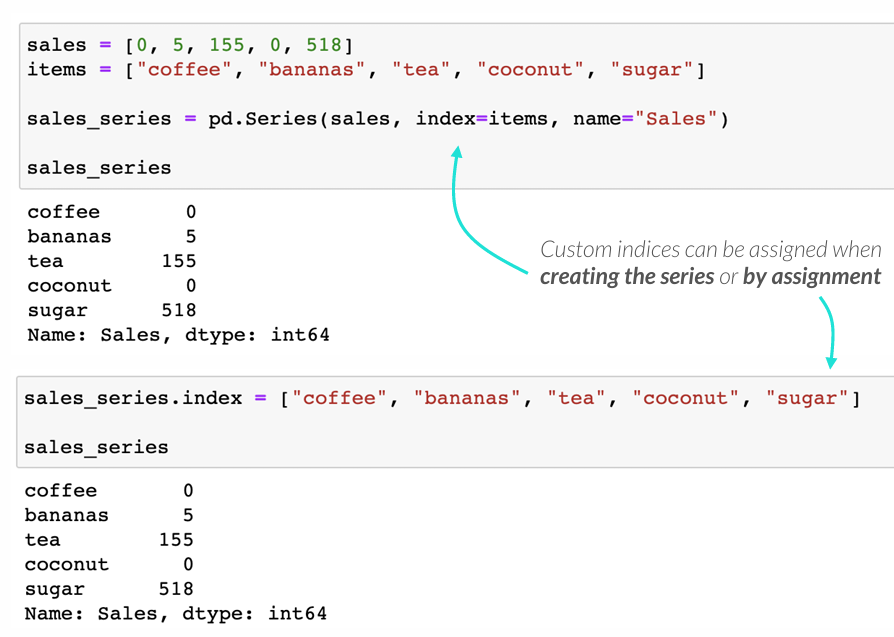 sales = [0, 5, 155, 0, 518]
items = ["coffee", "bananas", "tea", "coconut", "sugar"]
sales_series = pd.Series(sales, index=items, name="Sales")
sales_series
coffee 0
bananas 5
tea 155
coconut 0
sugar 518
Name: Sales, dtype: int64
Custom indices can be assigned when
creating the series or by assignment
sales_series.index = ["coffee", "bananas", "tea", "coconut", "sugar"]
sales_series
coffee 0
bananas 5
tea 155
coconut 0
sugar 518
Name: Sales, dtype: int64